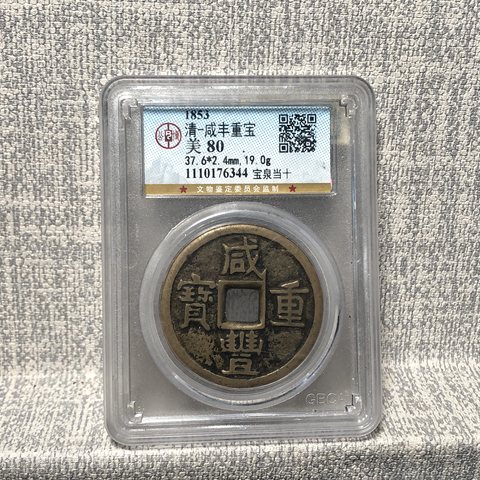 1853
清-咸丰重宝
美 80
37.6*2.4mm,19.0g
1110176344 宝泉当十
★ 文物鉴定委员会监制 ★
咸
寶 重
豐